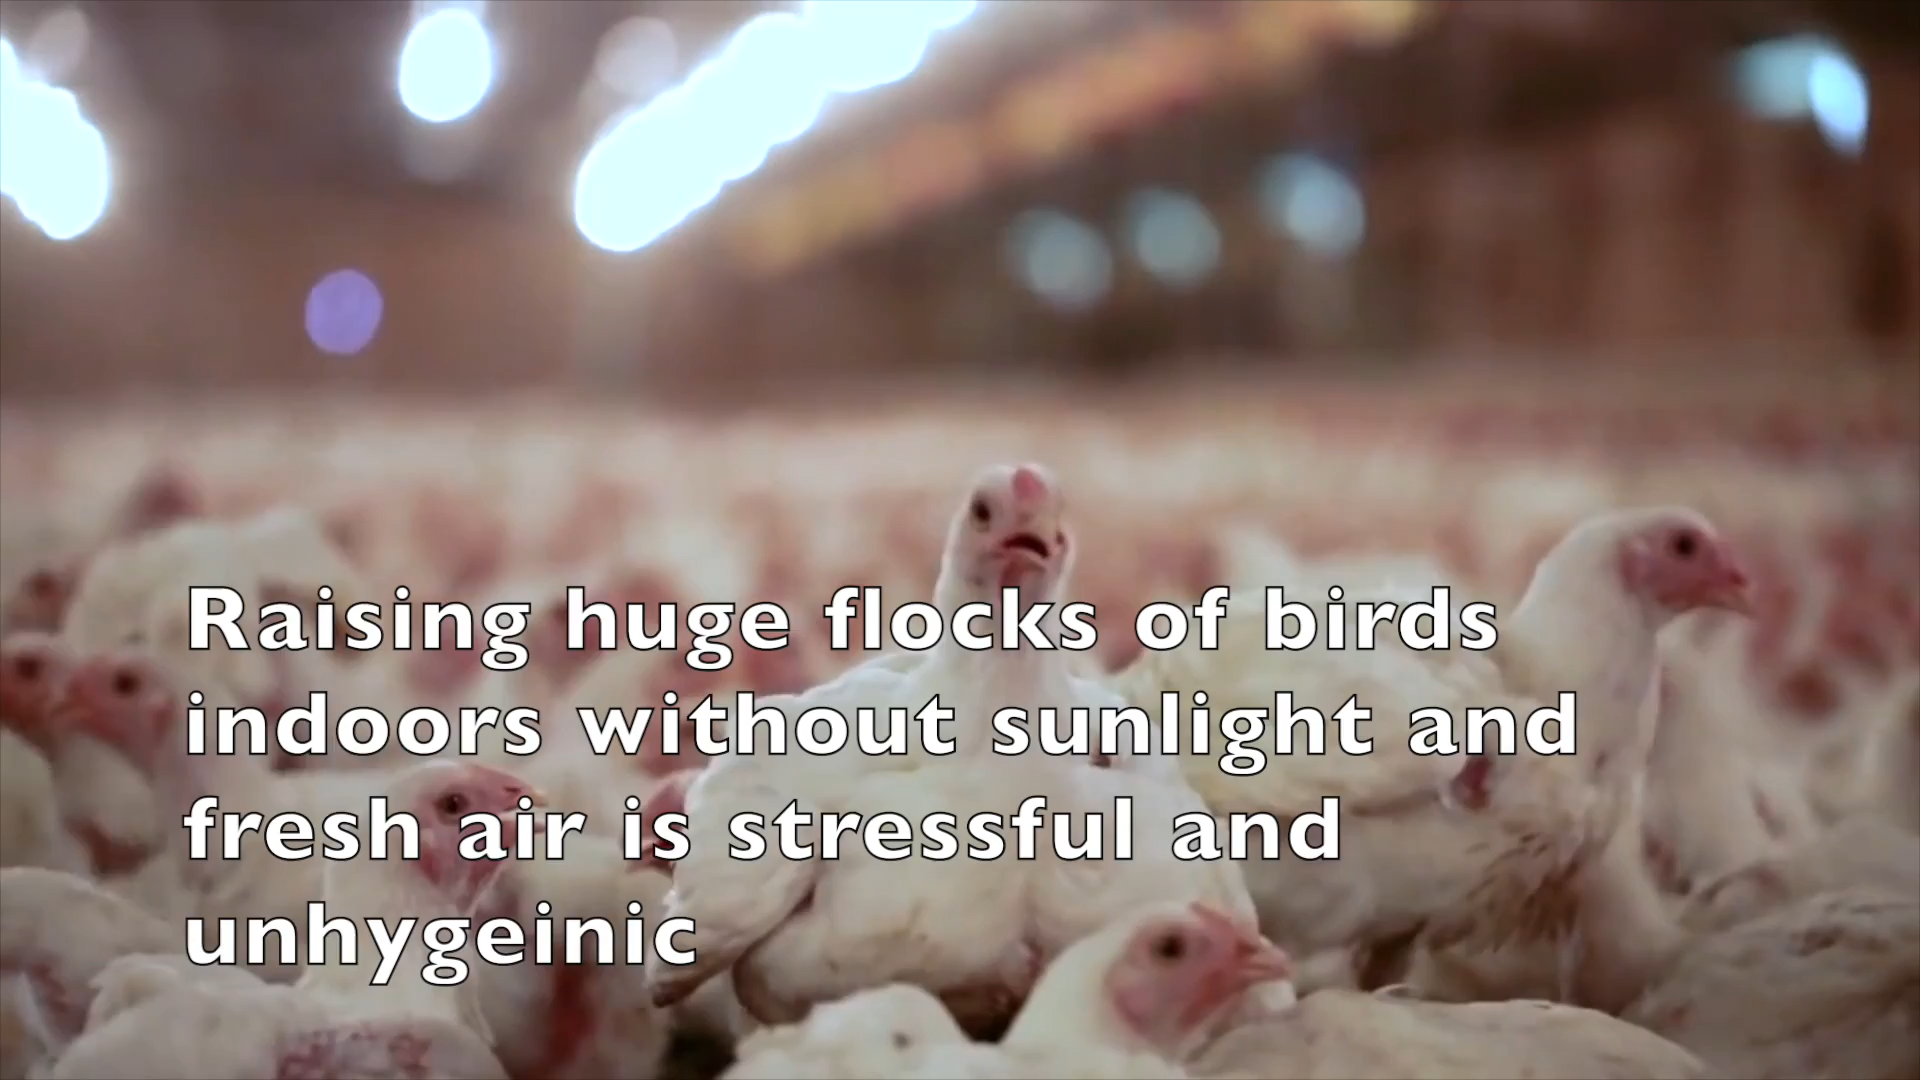 Raising huge flocks of birds
indoors without sunlight and
fresh air is stressful and
unhygeinic